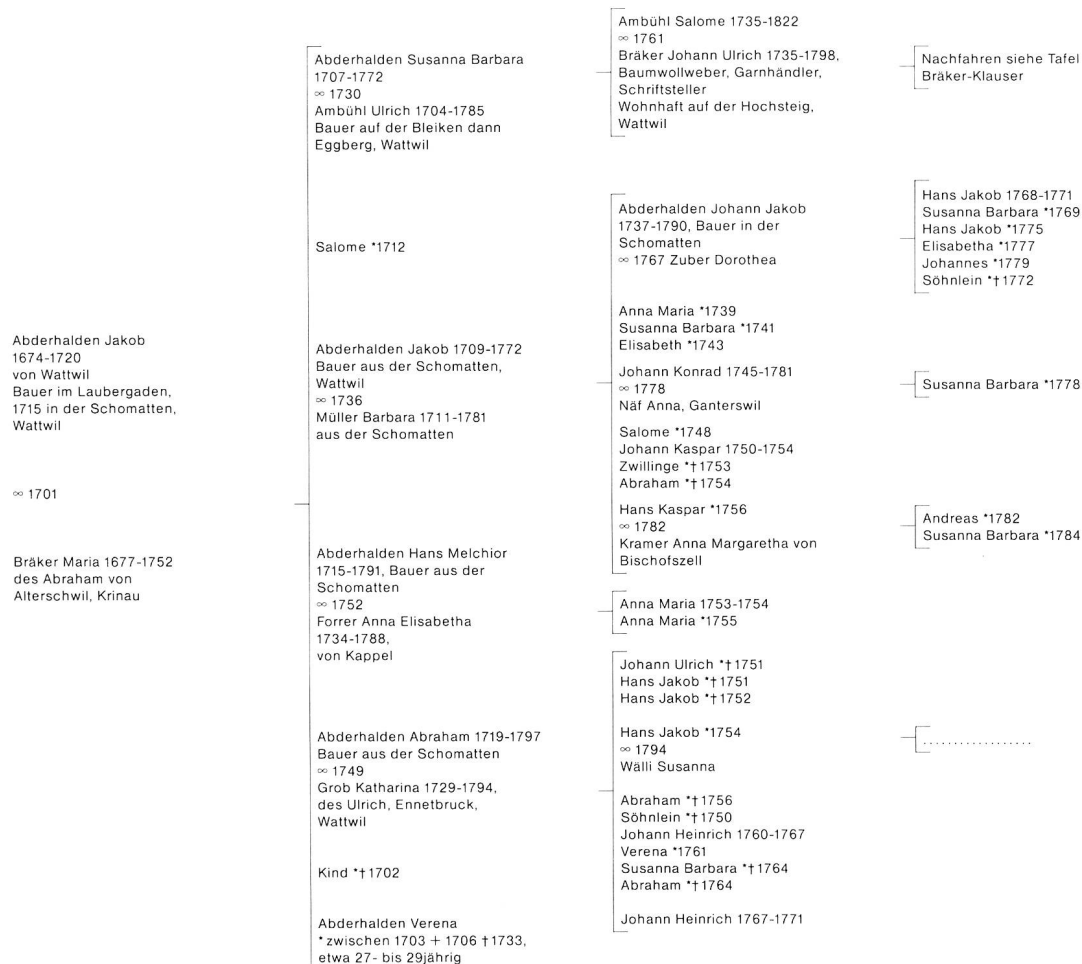 Abderhalden Jakob
1674-1720
von Wattwil
Bauer im Laubergaden,
1715 in der Schomatten,
Wattwil
∞ 1701
Bräker Maria 1677-1752
des Abraham von
Alterschwil, Krinau
Abderhalden Susanna Barbara
1707-1772
∞ 1730
Ambühl Ulrich 1704-1785
Bauer auf der Bleiken dann
Eggberg, Wattwil
Salome *1712
Abderhalden Jakob 1709-1772
Bauer aus der Schomatten,
Wattwil
∞ 1736
Müller Barbara 1711-1781
aus der Schomatten
Abderhalden Hans Melchior
1715-1791, Bauer aus der
Schomatten
∞ 1752
Forrer Anna Elisabetha
1734-1788,
von Kappel
Abderhalden Abraham 1719-1797
Bauer aus der Schomatten
∞ 1749
Grob Katharina 1729-1794,
des Ulrich, Ennetbruck,
Wattwil
Kind *†1702
Abderhalden Verena
* zwischen 1703 + 1706 †1733,
etwa 27- bis 29jährig
Ambühl Salome 1735-1822
∞ 1761
Bräker Johann Ulrich 1735-1798,
Baumwollweber, Garnhändler,
Schriftsteller
Wohnhaft auf der Hochsteig,
Wattwil
Abderhalden Johann Jakob
1737-1790, Bauer in der
Schomatten
∞ 1767 Zuber Dorothea
Anna Maria *1739
Susanna Barbara *1741
Elisabeth *1743
Johann Konrad 1745-1781
∞ 1778
Näf Anna, Ganterswil
Salome *1748
Johann Kaspar 1750-1754
Zwillinge *†1753
Abraham *†1754
Hans Kaspar *1756
∞ 1782
Kramer Anna Margaretha von
Bischofszell
Anna Maria 1753-1754
Anna Maria *1755
Johann Ulrich *†1751
Hans Jakob *†1751
Hans Jakob *†1752
Hans Jakob *1754
∞ 1794
Wälli Susanna
Abraham *†1756
Söhnlein *†1750
Johann Heinrich 1760-1767
Verena *1761
Susanna Barbara *†1764
Abraham *†1764
Johann Heinrich 1767-1771
Nachfahren siehe Tafel
Bräker-Klauser
Hans Jakob 1768-1771
Susanna Barbara *1769
Hans Jakob *1775
Elisabetha *1777
Johannes *1779
Söhnlein *†1772
Susanna Barbara *1778
Andreas *1782
Susanna Barbara *1784
..................